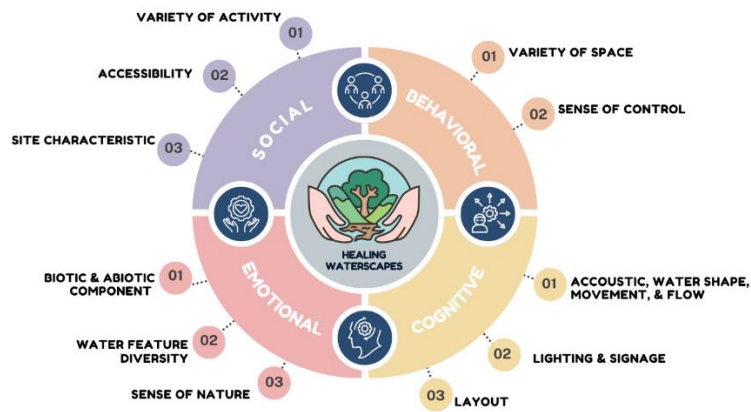 VARIETY OF ACTIVITY
01
ACCESSIBILITY
02
SITE CHARACTERISTIC
03
SOCIAL
01
VARIETY OF SPACE
02
SENSE OF CONTROL
BEHAVIORAL
HEALING
WATERSCAPES
BIOTIC & ABIOTIC
COMPONENT
01
WATER FEATURE
DIVERSITY
02
SENSE OF NATURE
03
EMOTIONAL
01
ACCOUSTIC, WATER SHAPE,
MOVEMENT, & FLOW
02
LIGHTING & SIGNAGE
03
LAYOUT
COGNITIVE